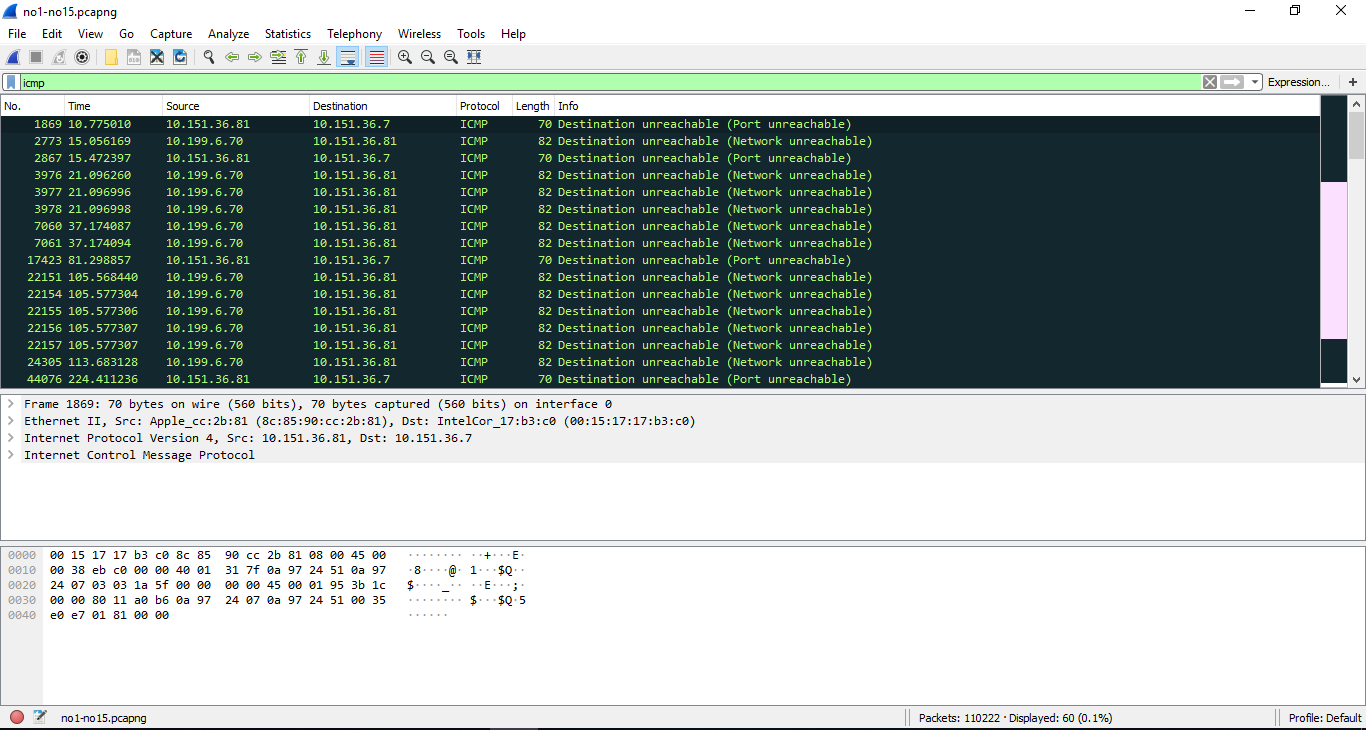 no1-no15.pcapng
File Edit View Go Capture Analyze Statistics Telephony Wireless Tools Help
icmp Expression... +
No. Time Source Destination Protocol Length Info
1869 10.775010 10.151.36.81 10.151.36.7 ICMP 70 Destination unreachable (Port unreachable)
2773 15.056169 10.199.6.70 10.151.36.81 ICMP 82 Destination unreachable (Network unreachable)
2867 15.472397 10.151.36.81 10.151.36.7 ICMP 70 Destination unreachable (Port unreachable)
3976 21.096260 10.199.6.70 10.151.36.81 ICMP 82 Destination unreachable (Network unreachable)
3977 21.096996 10.199.6.70 10.151.36.81 ICMP 82 Destination unreachable (Network unreachable)
3978 21.096998 10.199.6.70 10.151.36.81 ICMP 82 Destination unreachable (Network unreachable)
7060 37.174087 10.199.6.70 10.151.36.81 ICMP 82 Destination unreachable (Network unreachable)
7061 37.174094 10.199.6.70 10.151.36.81 ICMP 82 Destination unreachable (Network unreachable)
17423 81.298857 10.151.36.81 10.151.36.7 ICMP 70 Destination unreachable (Port unreachable)
22151 105.568440 10.199.6.70 10.151.36.81 ICMP 82 Destination unreachable (Network unreachable)
22154 105.577304 10.199.6.70 10.151.36.81 ICMP 82 Destination unreachable (Network unreachable)
22155 105.577306 10.199.6.70 10.151.36.81 ICMP 82 Destination unreachable (Network unreachable)
22156 105.577307 10.199.6.70 10.151.36.81 ICMP 82 Destination unreachable (Network unreachable)
22157 105.577307 10.199.6.70 10.151.36.81 ICMP 82 Destination unreachable (Network unreachable)
24305 113.683128 10.199.6.70 10.151.36.81 ICMP 82 Destination unreachable (Network unreachable)
44076 224.411236 10.151.36.81 10.151.36.7 ICMP 70 Destination unreachable (Port unreachable)
Frame 1869: 70 bytes on wire (560 bits), 70 bytes captured (560 bits) on interface 0
Ethernet II, Src: Apple_cc:2b:81 (8c:85:90:cc:2b:81), Dst: IntelCor_17:b3:c0 (00:15:17:17:b3:c0)
Internet Protocol Version 4, Src: 10.151.36.81, Dst: 10.151.36.7
Internet Control Message Protocol
0000 00 15 17 17 b3 c0 8c 85 90 cc 2b 81 08 00 45 00 ········ ··+···E·
0010 00 38 eb c0 00 00 40 01 31 7f 0a 97 24 51 0a 97 ·8····@· 1···$Q··
0020 24 07 03 03 1a 5f 00 00 00 00 45 00 01 95 3b 1c $····_·· ··E···;·
0030 00 00 80 11 a0 b6 0a 97 24 07 0a 97 24 51 00 35 ········ $···$Q·5
0040 e0 e7 01 81 00 00 ······
no1-no15.pcapng Packets: 110222 · Displayed: 60 (0.1%) Profile: Default